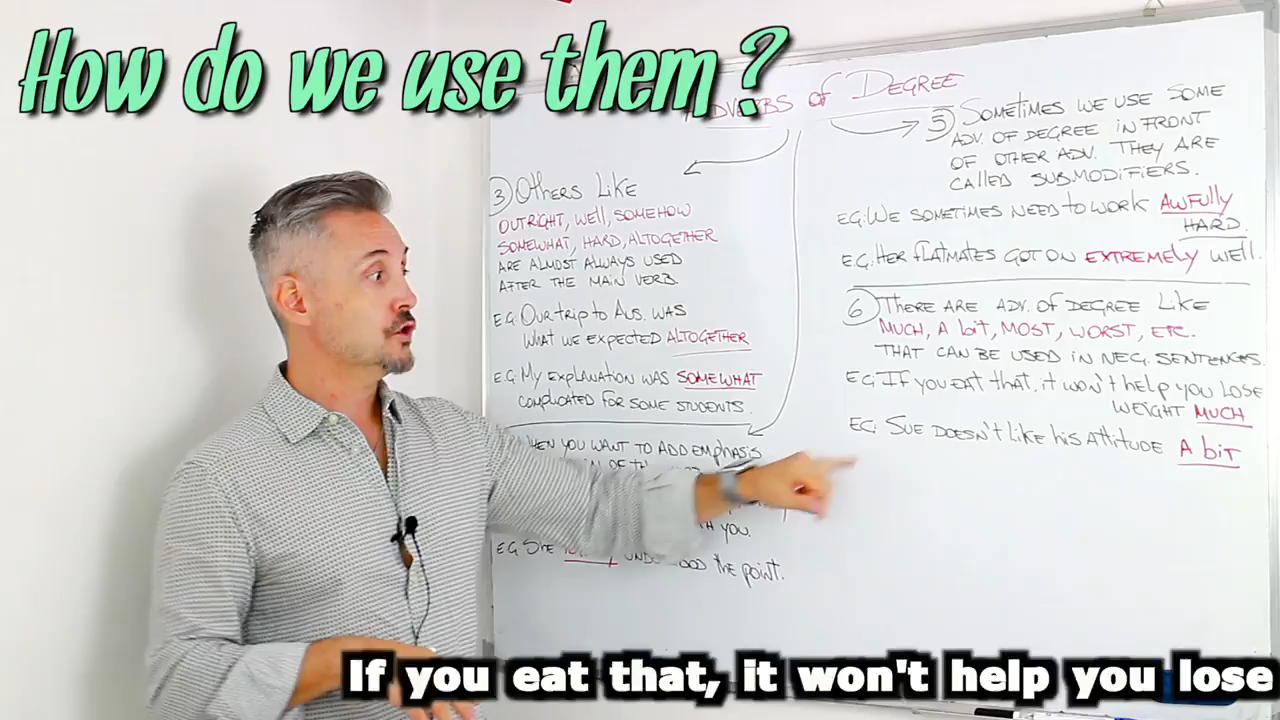 How do we use them?
ADVERBS OF DEGREE
3) OTHERS LIKE
OUTRIGHT, WELL, SOMEHOW
SOMEWHAT, HARD, ALTOGETHER
ARE ALMOST ALWAYS USED
AFTER THE MAIN VERB.
E.G. OUR TRIP TO AUS. WAS
WHAT WE EXPECTED ALTOGETHER
E.G. MY EXPLANATION WAS SOMEWHAT
COMPLICATED FOR SOME STUDENTS.
WHEN YOU WANT TO ADD EMPHASIS
YOU.
E.G. SHE UNDERSTOOD THE POINT.
5) SOMETIMES WE USE SOME
ADV. OF DEGREE IN FRONT
OF OTHER ADV. THEY ARE
CALLED SUBMODIFIERS.
E.G: WE SOMETIMES NEED TO WORK AWFULLY
HARD.
E.G: HER FLATMATES GOT ON EXTREMELY WELL.
6) THERE ARE ADV. OF DEGREE LIKE
MUCH, A bit, MOST, WORST, ETC.
THAT CAN BE USED IN NEG. SENTENCES.
EG: IF YOU EAT that, it won't help you LOSE
WEIGHT MUCH
EG: SUE DOESN'T LIKE his AttitUDE A biT
If you eat that, it won't help you lose